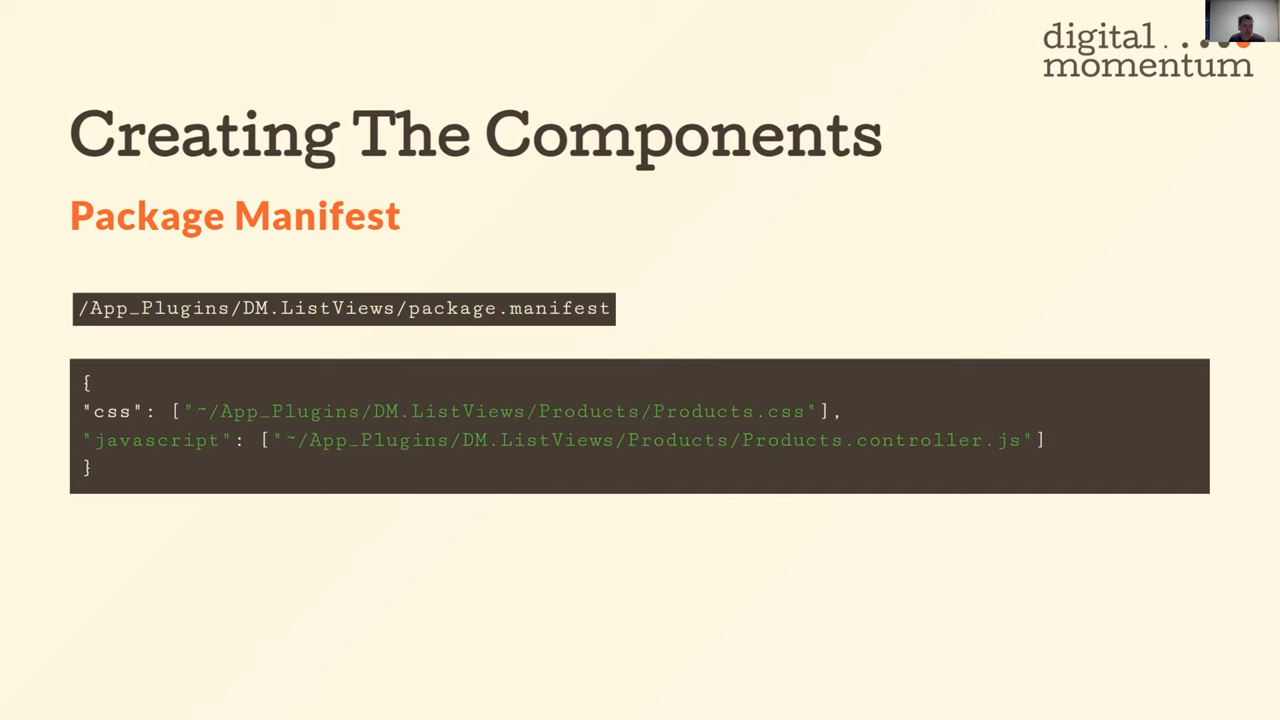 digital
momentum
Creating The Components
Package Manifest
/App_Plugins/DM.ListViews/package.manifest
{
"css": ["~/App_Plugins/DM.ListViews/Products/Products.css"],
"javascript": ["~/App_Plugins/DM.ListViews/Products/Products.controller.js"]
}